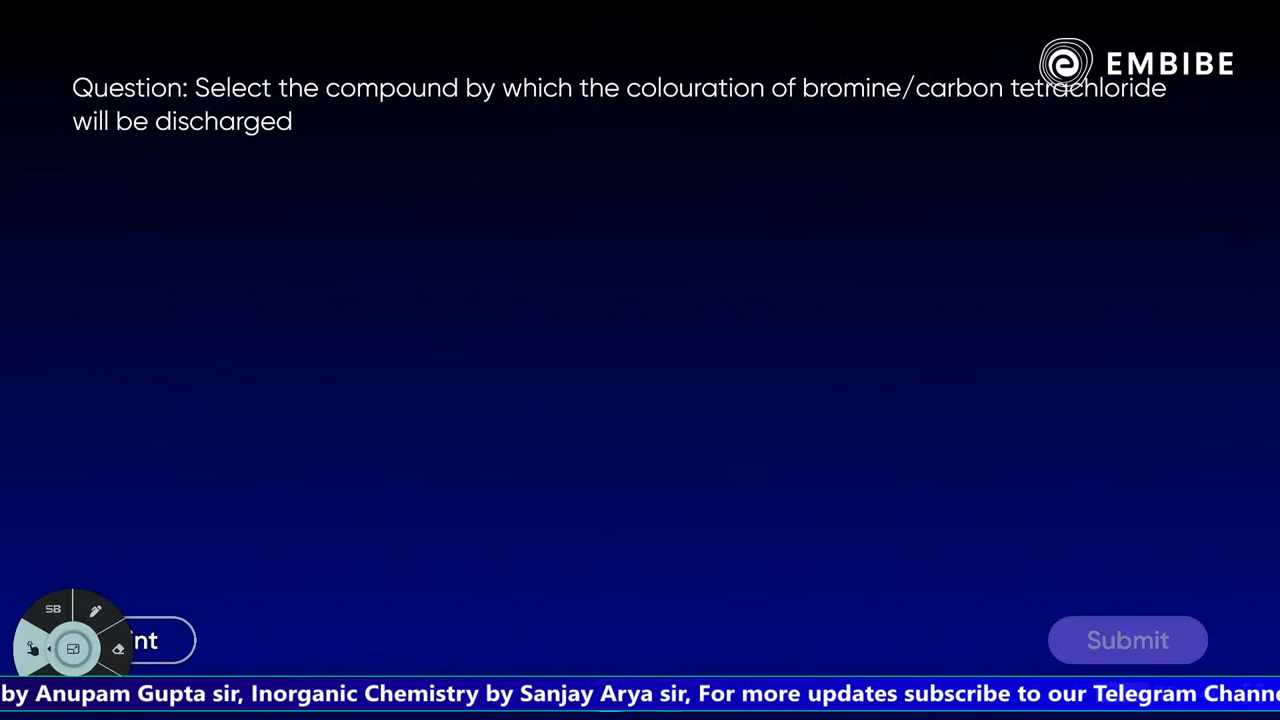 EMBIBE
Question: Select the compound by which the colouration of bromine/carbon tetrachloride
will be discharged
SB
int
Submit
by Anupam Gupta sir, Inorganic Chemistry by Sanjay Arya sir, For more updates subscribe to our Telegram Channe